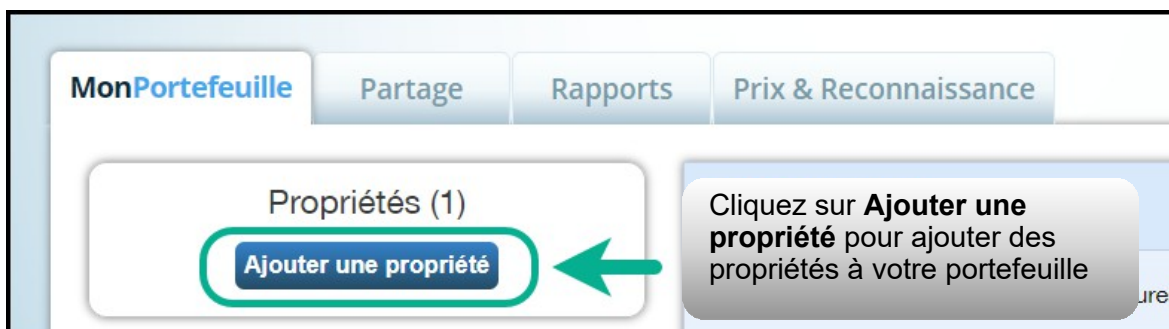 MonPortefeuille Partage Rapports Prix & Reconnaissance
Propriétés (1)
Ajouter une propriété
Cliquez sur Ajouter une
propriété pour ajouter des
propriétés à votre portefeuille